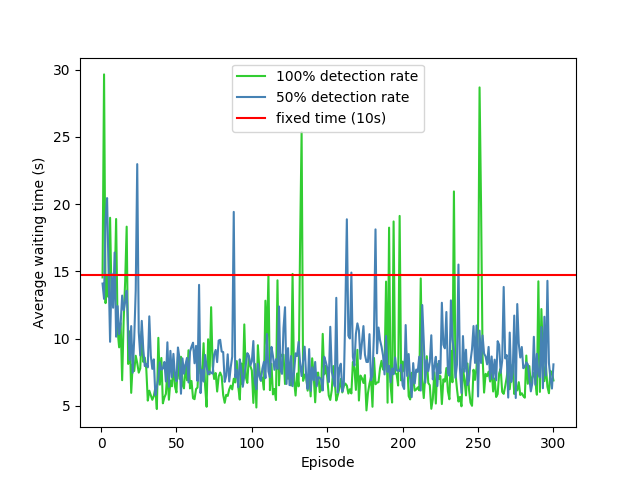 100% detection rate
50% detection rate
fixed time (10s)
30
25
20
15
10
5
Average waiting time (s)
0
50
100
150
200
250
300
Episode